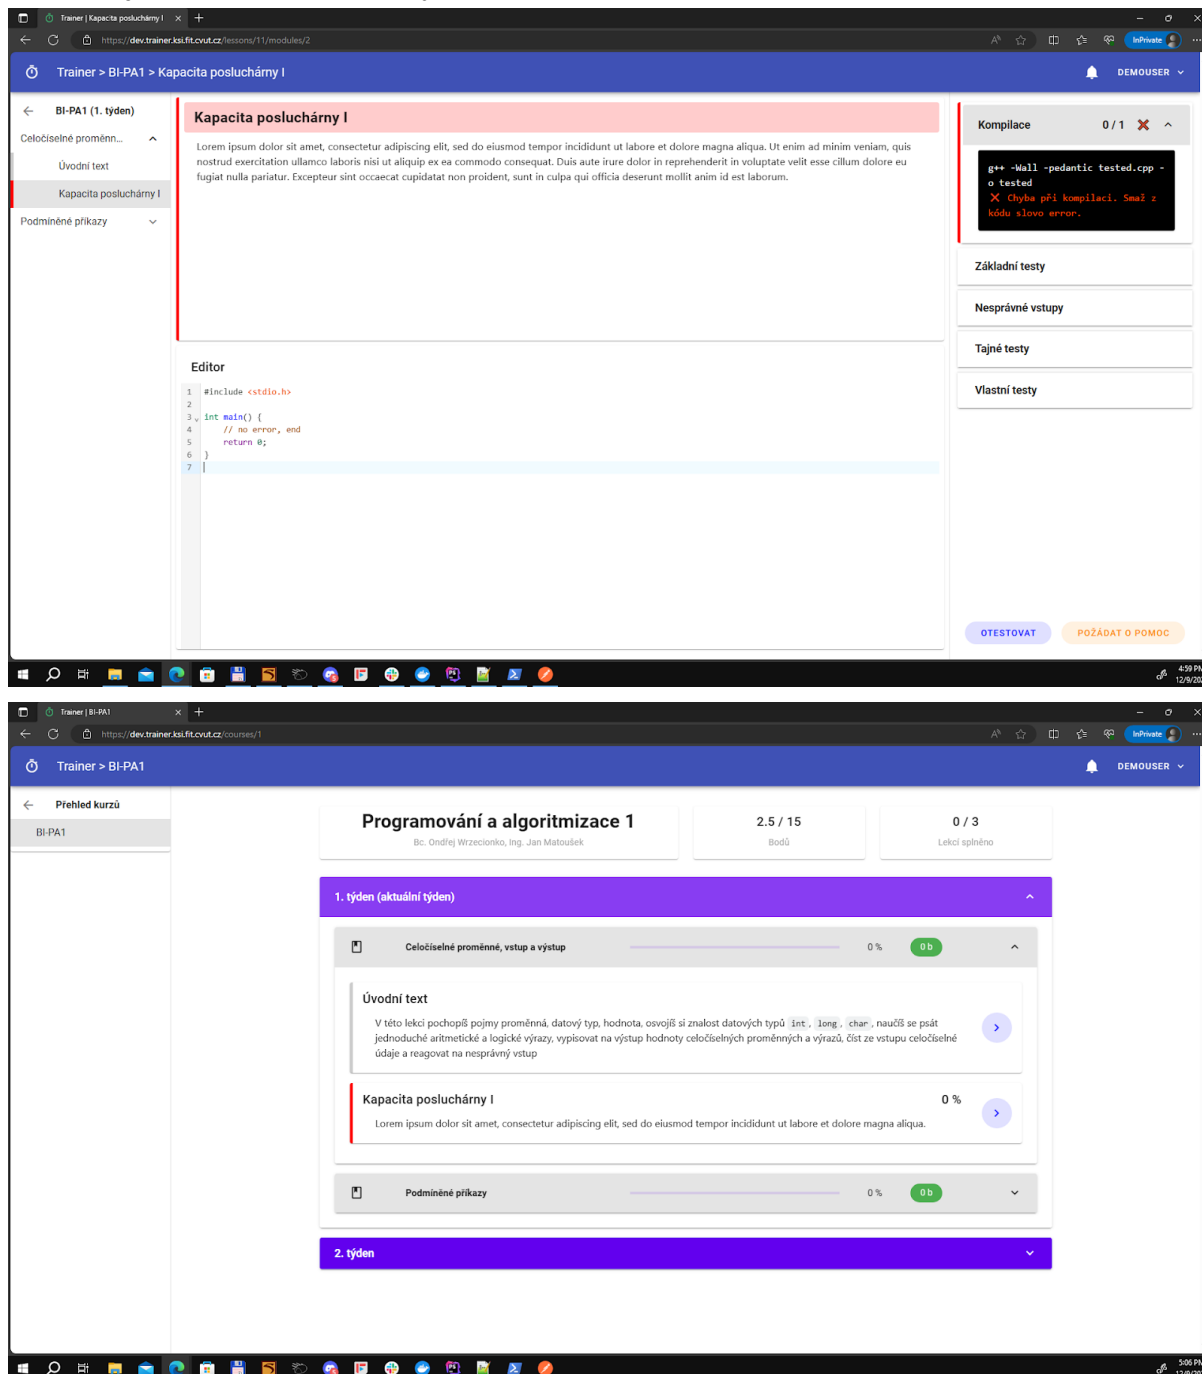 Trainer | Kapacita posluchárny I
https://dev.trainer.ksi.fit.cvut.cz/lessons/11/modules/2
InPrivate
Trainer > BI-PA1 > Kapacita posluchárny I
DEMOUSER
BI-PA1 (1. týden)
Celočíselné proměnn...
Úvodní text
Kapacita posluchárny I
Podmíněné příkazy
Kapacita posluchárny I
Lorem ipsum dolor sit amet, consectetur adipiscing elit, sed do eiusmod tempor incididunt ut labore et dolore magna aliqua. Ut enim ad minim veniam, quis
nostrud exercitation ullamco laboris nisi ut aliquip ex ea commodo consequat. Duis aute irure dolor in reprehenderit in voluptate velit esse cillum dolore eu
fugiat nulla pariatur. Excepteur sint occaecat cupidatat non proident, sunt in culpa qui officia deserunt mollit anim id est laborum.
Editor
1 #include <stdio.h>
2
3 int main() {
4 // no error, end
5 return 0;
6 }
7
Kompilace 0 / 1
g++ -Wall -pedantic tested.cpp -
o tested
Chyba při kompilaci. Smaž z
kódu slovo error.
Základní testy
Nesprávné vstupy
Tajné testy
Vlastní testy
OTESTOVAT
POŽÁDAT O POMOC
4:59 PM
12/9/20
Trainer | BI-PA1
https://dev.trainer.ksi.fit.cvut.cz/courses/1
InPrivate
Trainer > BI-PA1
DEMOUSER
Přehled kurzů
BI-PA1
Programování a algoritmizace 1
Bc. Ondřej Wrzecionko, Ing. Jan Matoušek
2.5 / 15
Bodů
0 / 3
Lekcí splněno
1. týden (aktuální týden)
Celočíselné proměnné, vstup a výstup 0 % 0 b
Úvodní text
V této lekci pochopíš pojmy proměnná, datový typ, hodnota, osvojíš si znalost datových typů int, long, char, naučíš se psát
jednoduché aritmetické a logické výrazy, vypisovat na výstup hodnoty celočíselných proměnných a výrazů, číst ze vstupu celočíselné
údaje a reagovat na nesprávný vstup
Kapacita posluchárny I 0 %
Lorem ipsum dolor sit amet, consectetur adipiscing elit, sed do eiusmod tempor incididunt ut labore et dolore magna aliqua.
Podmíněné příkazy 0 % 0 b
2. týden
5:06 PM